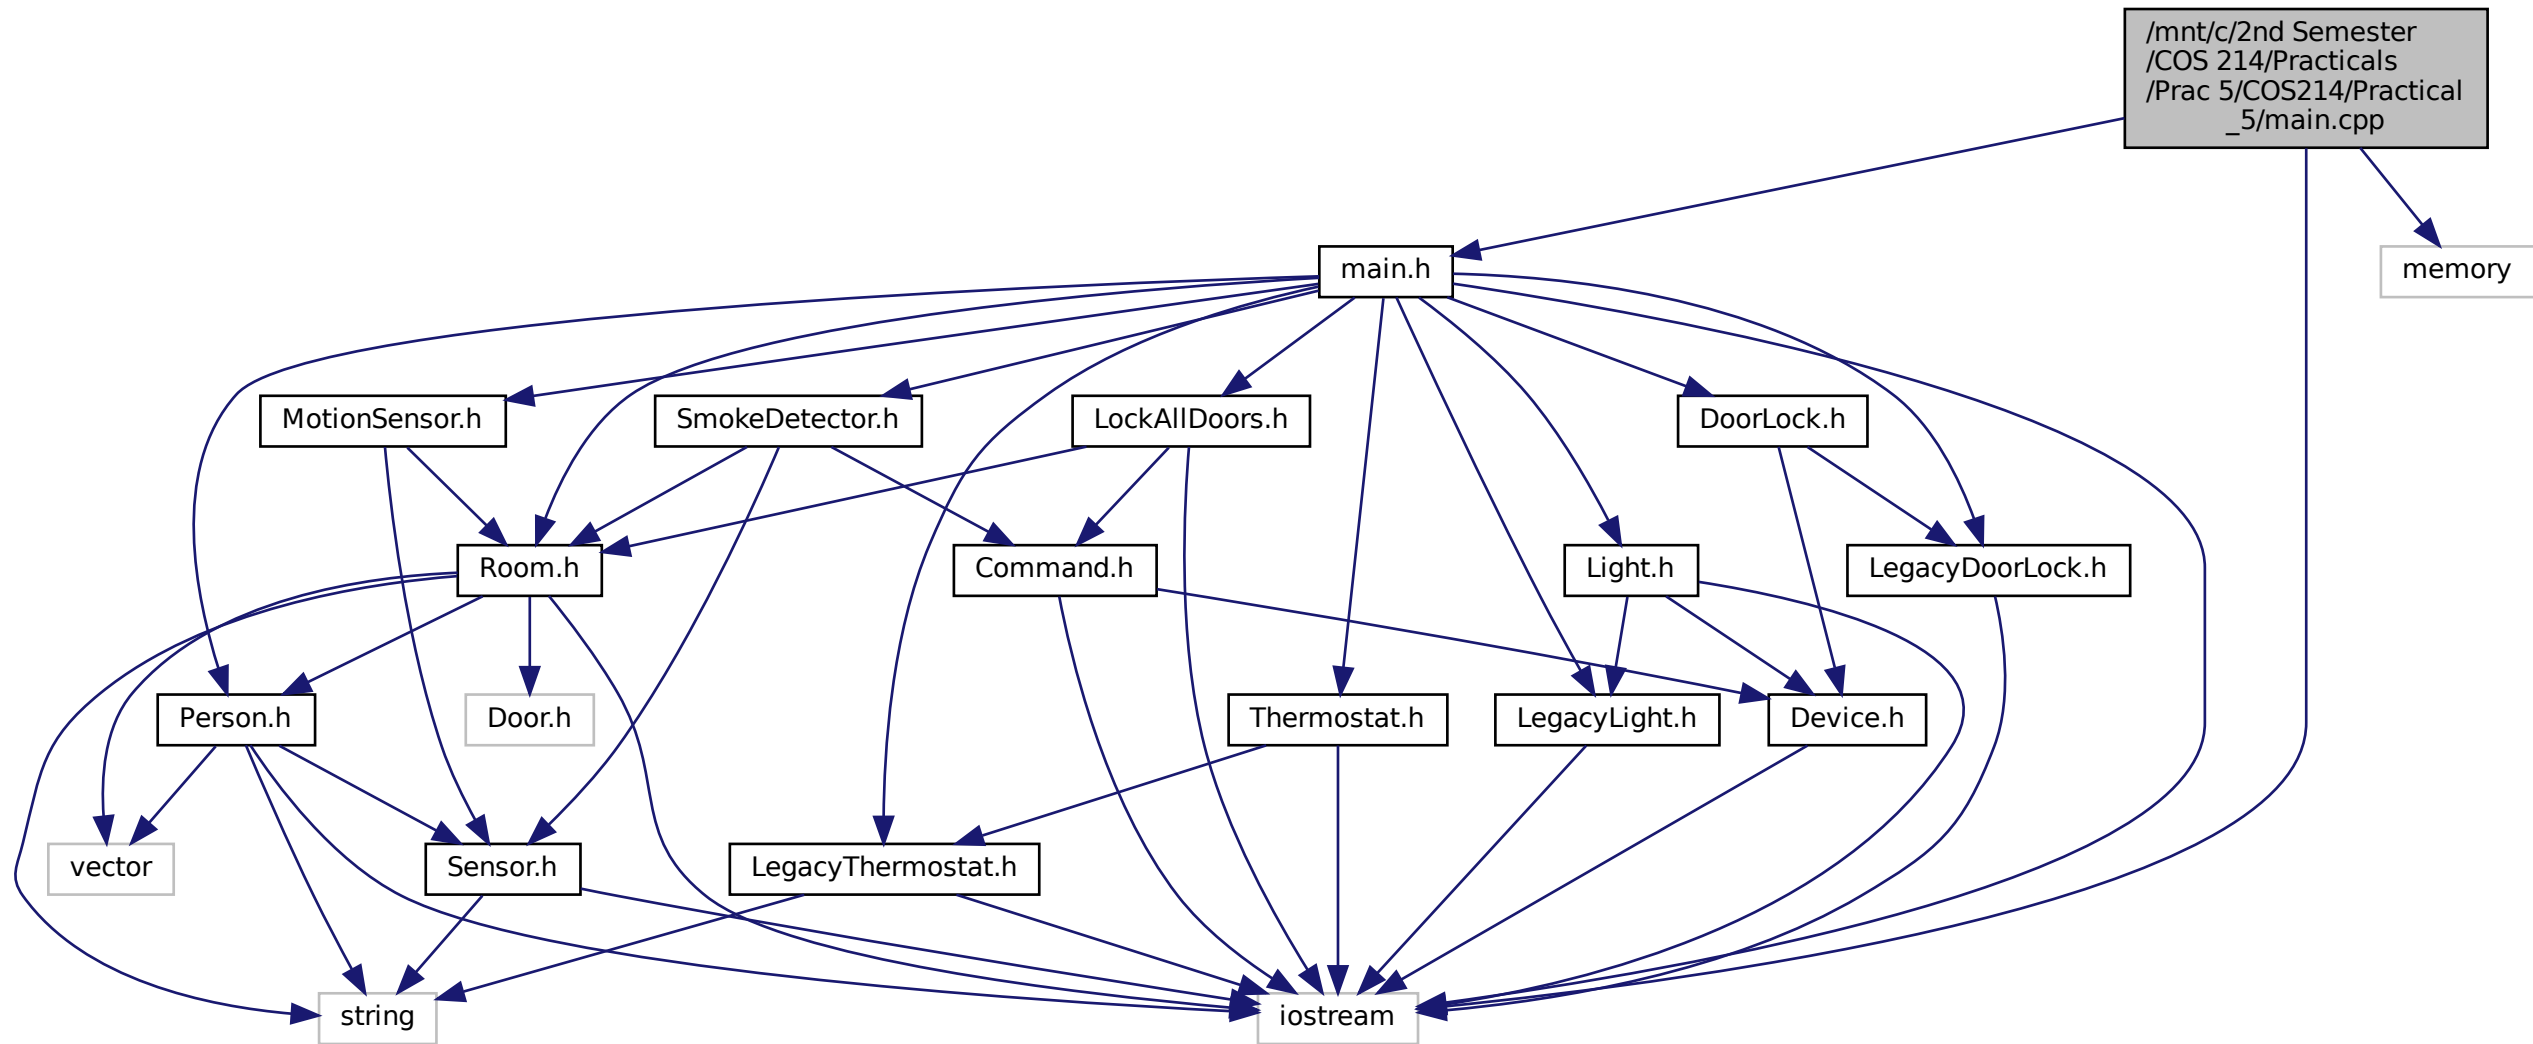 /mnt/c/2nd Semester
/COS 214/Practicals
/Prac 5/COS214/Practical
_5/main.cpp
main.h
memory
MotionSensor.h
SmokeDetector.h
LockAllDoors.h
DoorLock.h
Room.h
Command.h
Light.h
LegacyDoorLock.h
Person.h
Door.h
Thermostat.h
LegacyLight.h
Device.h
vector
Sensor.h
LegacyThermostat.h
string
iostream